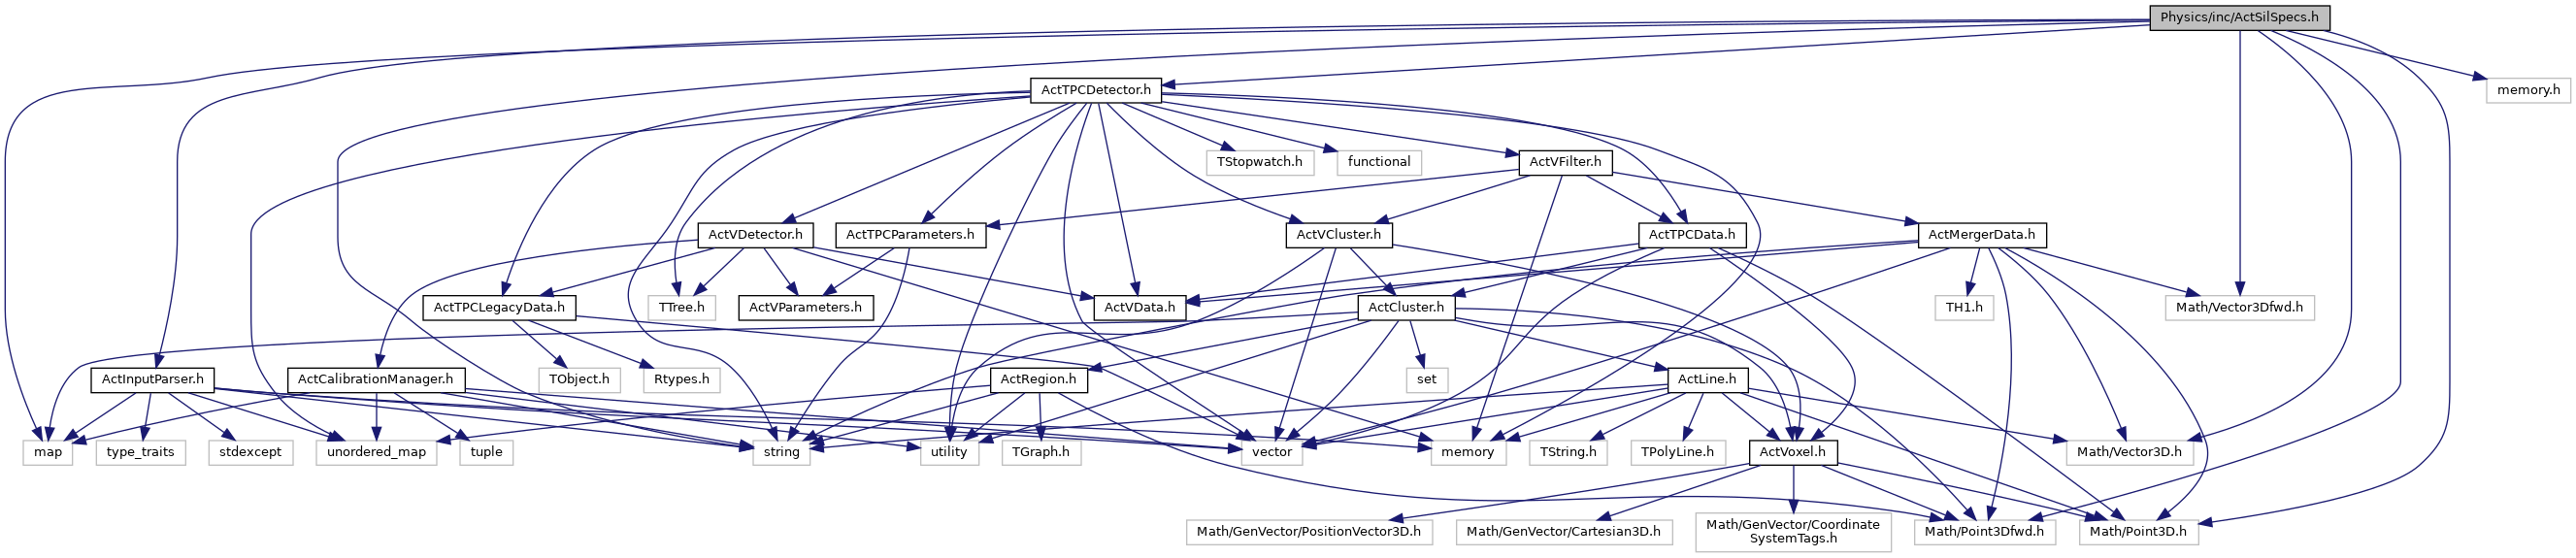 Physics/inc/ActSilSpecs.h
ActTPCDetector.h
memory.h
TStopwatch.h
functional
ActVFilter.h
ActVDetector.h
ActTPCParameters.h
ActVCluster.h
ActTPCData.h
ActMergerData.h
ActTPCLegacyData.h
TTree.h
ActVParameters.h
ActVData.h
ActCluster.h
TH1.h
Math/Vector3Dfwd.h
ActInputParser.h
ActCalibrationManager.h
TObject.h
Rtypes.h
ActRegion.h
set
ActLine.h
map
type_traits
stdexcept
unordered_map
tuple
string
utility
TGraph.h
vector
memory
TString.h
TPolyLine.h
ActVoxel.h
Math/Vector3D.h
Math/GenVector/PositionVector3D.h
Math/GenVector/Cartesian3D.h
Math/GenVector/Coordinate
SystemTags.h
Math/Point3Dfwd.h
Math/Point3D.h